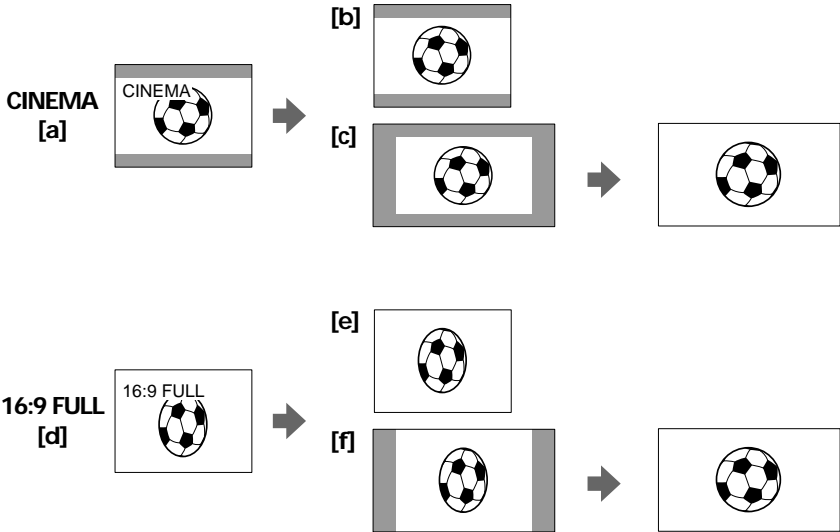 [b]
CINEMA
[a]
CINEMA
[c]
[e]
16:9 FULL
[d]
16:9 FULL
[f]